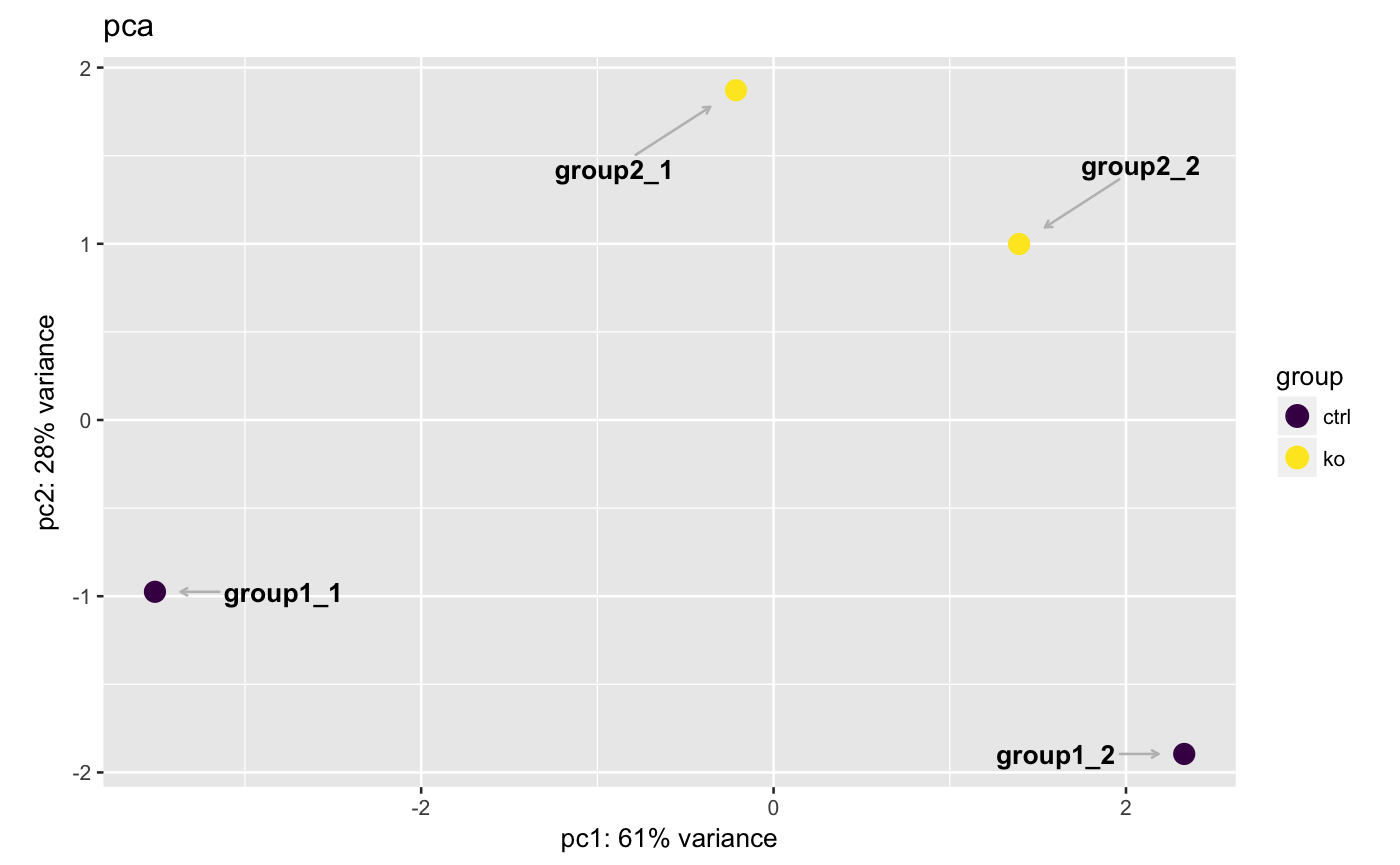 pca
2
1
0
-1
-2
-2
0
2
pc2: 28% variance
pc1: 61% variance
group2_1
group2_2
group1_1
group1_2
group
ctrl
ko